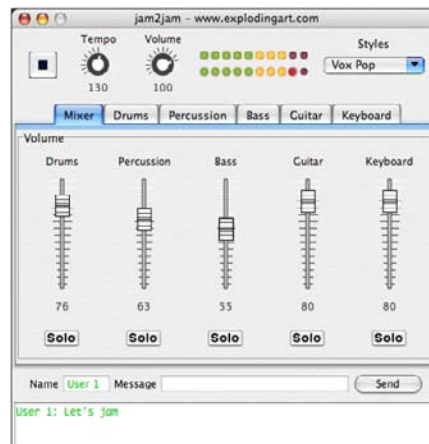 jam2jam - www.explodingart.com
Tempo Volume Styles
Vox Pop
130 100
Mixer Drums Percussion Bass Guitar Keyboard
Volume
Drums Percussion Bass Guitar Keyboard
76 63 55 80 80
Solo Solo Solo Solo Solo
Name User 1 Message Send
User 1: Let's jam